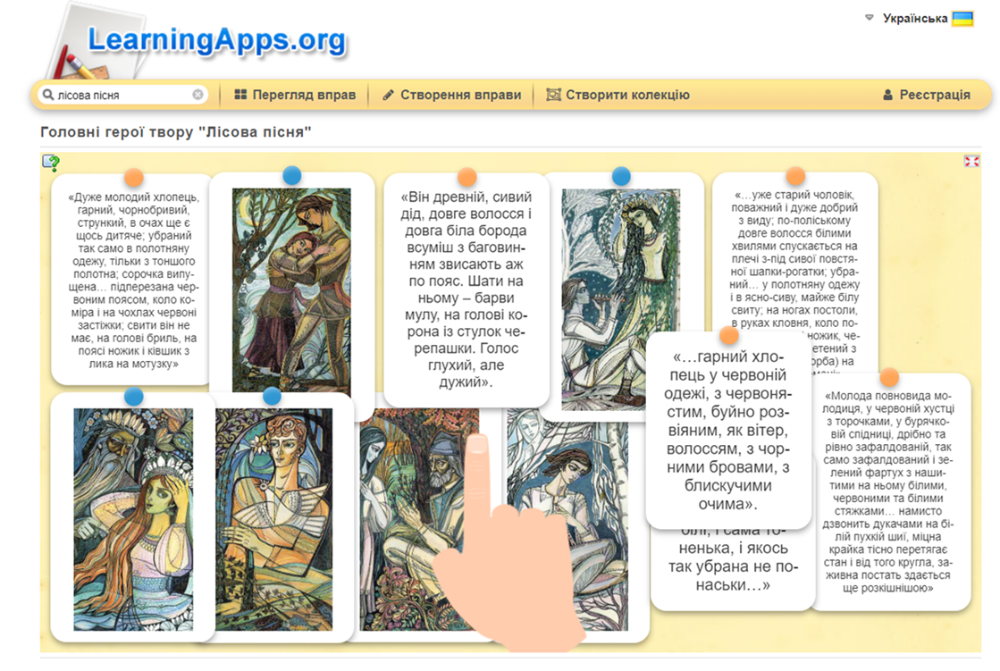 LearningApps.org
Українська
лісова пісня
Перегляд вправ
Створення вправи
Створити колекцію
Реєстрація
Головні герої твору "Лісова пісня"
«Дуже молодий хлопець,
гарний, чорнобривий,
стрункий, в очах ще є
щось дитяче; убраний
так само в полотняну
одежу, тільки з тоншого
полотна; сорочка випу-
щена… підперезана чер-
воним поясом, коло ко-
міра і на чохлах червоні
застіжки; свити він не
має, на голові бриль, на
поясі ножик і ківшик з
лика на мотузку»
«Він древній, сивий
дід, довге волосся і
довга біла борода
всуміш з баговин-
ням звисають аж
по пояс. Шати на
ньому – барви
мулу, на голові ко-
рона із стулок че-
репашки. Голос
глухий, але
дужий».
«…уже старий чоловік,
поважний і дуже добрий
з виду; по-поліському
довге волосся білими
хвилями спускається на
плечі з-під сивої повстя-
ної шапки-рогатки; убра-
ний… у полотняну одежу
і в ясно-сиву, майже білу
свиту; на ногах постоли,
в руках кловня, коло по-
ножик, че-
етений з
орба) на
«…гарний хло-
пець у червоній
одежі, з червоня-
стим, буйно роз-
віяним, як вітер,
волоссям, з чор-
ними бровами, з
блискучими
очима».
білі, і сама то-
ненька, і якось
так убрана не по-
наськи…»
«Молода повновида мо-
лодиця, у червоній хустці
з торочками, у бурячко-
вій спідниці, дрібно та
рівно зафалдованій, так
само зафалдований і зе-
лений фартух з наши-
тими на ньому білими,
червоними та білими
стяжками… намисто
дзвонить дукачами на бі-
лій пухкій шиї, міцна
крайка тісно перетягає
стан і від того кругла, за-
живна постать здається
ще розкішнішою»